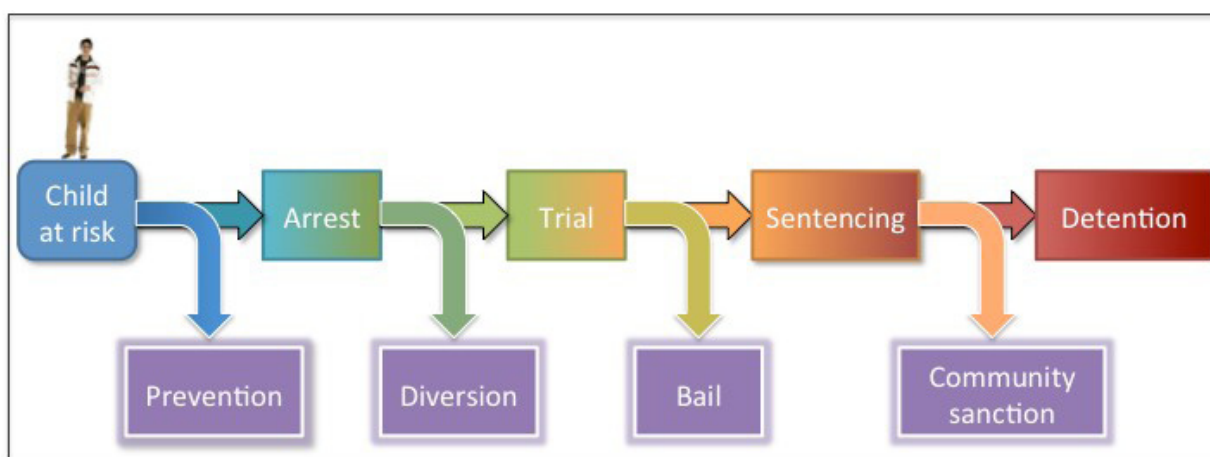 Child
at risk
Arrest
Trial
Sentencing
Detention
Prevention
Diversion
Bail
Community
sanction